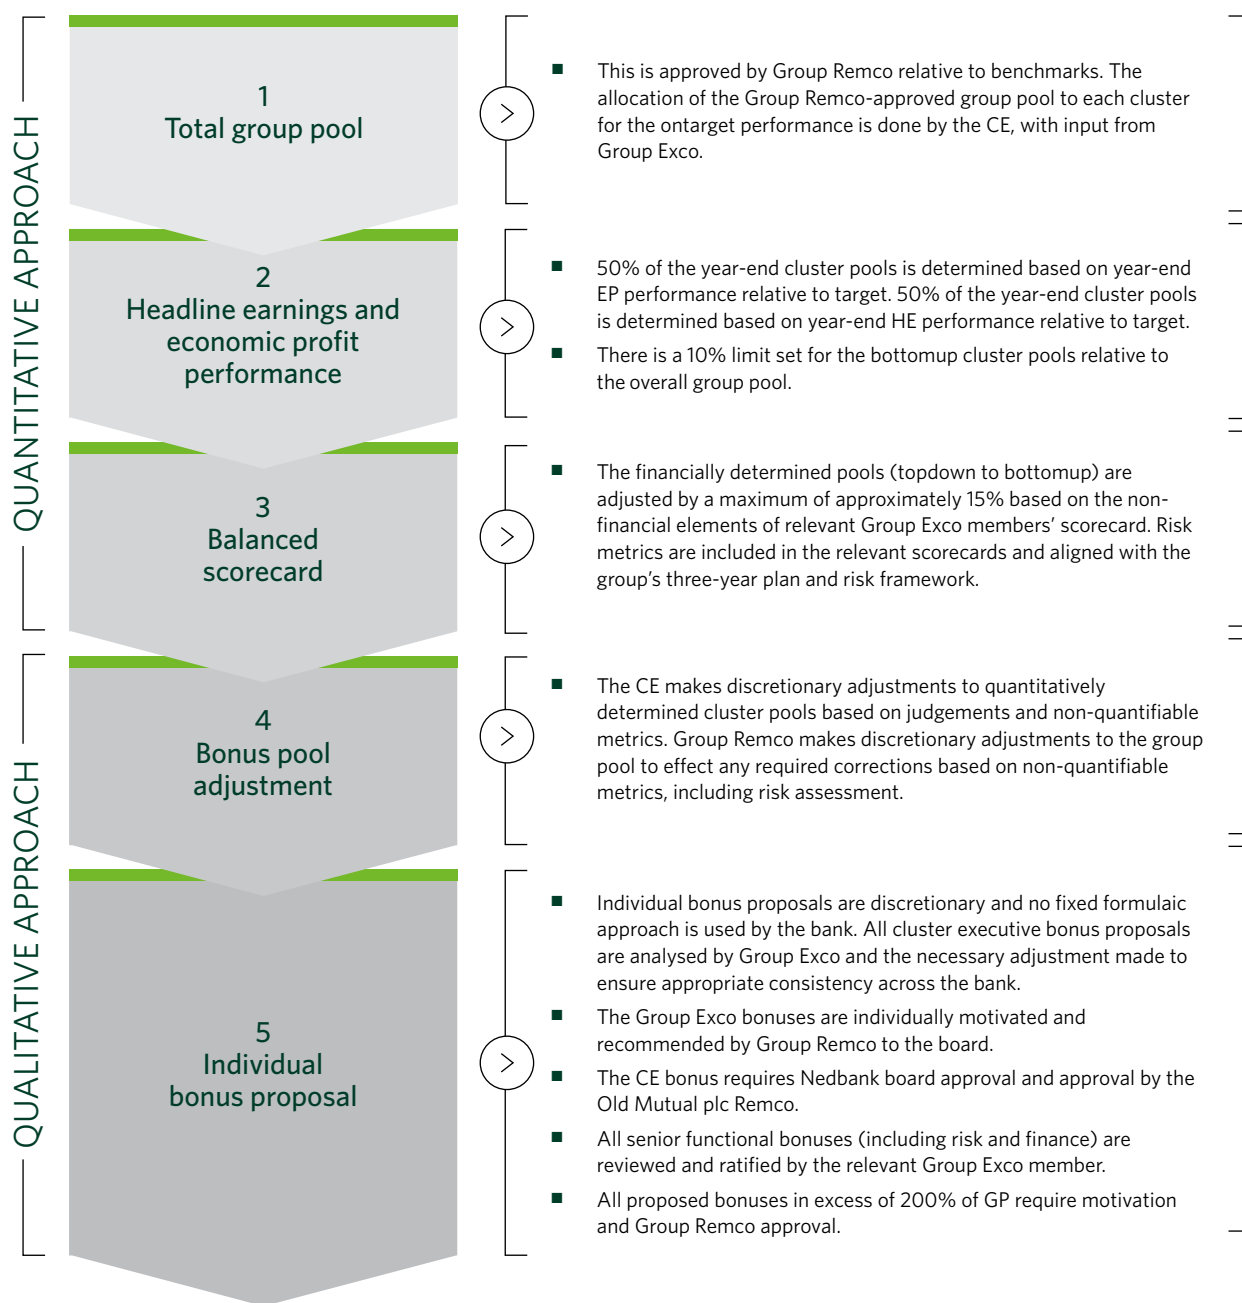 QUANTITATIVE APPROACH
1
Total group pool
This is approved by Group Remco relative to benchmarks. The
allocation of the Group Remco-approved group pool to each cluster
for the ontarget performance is done by the CE, with input from
Group Exco.
2
Headline earnings and
economic profit
performance
50% of the year-end cluster pools is determined based on year-end
EP performance relative to target. 50% of the year-end cluster pools
is determined based on year-end HE performance relative to target.
There is a 10% limit set for the bottomup cluster pools relative to
the overall group pool.
3
Balanced
scorecard
The financially determined pools (topdown to bottomup) are
adjusted by a maximum of approximately 15% based on the non-
financial elements of relevant Group Exco members' scorecard. Risk
metrics are included in the relevant scorecards and aligned with the
group's three-year plan and risk framework.
QUALITATIVE APPROACH
4
Bonus pool
adjustment
The CE makes discretionary adjustments to quantitatively
determined cluster pools based on judgements and non-quantifiable
metrics. Group Remco makes discretionary adjustments to the group
pool to effect any required corrections based on non-quantifiable
metrics, including risk assessment.
5
Individual
bonus proposal
Individual bonus proposals are discretionary and no fixed formulaic
approach is used by the bank. All cluster executive bonus proposals
are analysed by Group Exco and the necessary adjustment made to
ensure appropriate consistency across the bank.
The Group Exco bonuses are individually motivated and
recommended by Group Remco to the board.
The CE bonus requires Nedbank board approval and approval by the
Old Mutual plc Remco.
All senior functional bonuses (including risk and finance) are
reviewed and ratified by the relevant Group Exco member.
All proposed bonuses in excess of 200% of GP require motivation
and Group Remco approval.